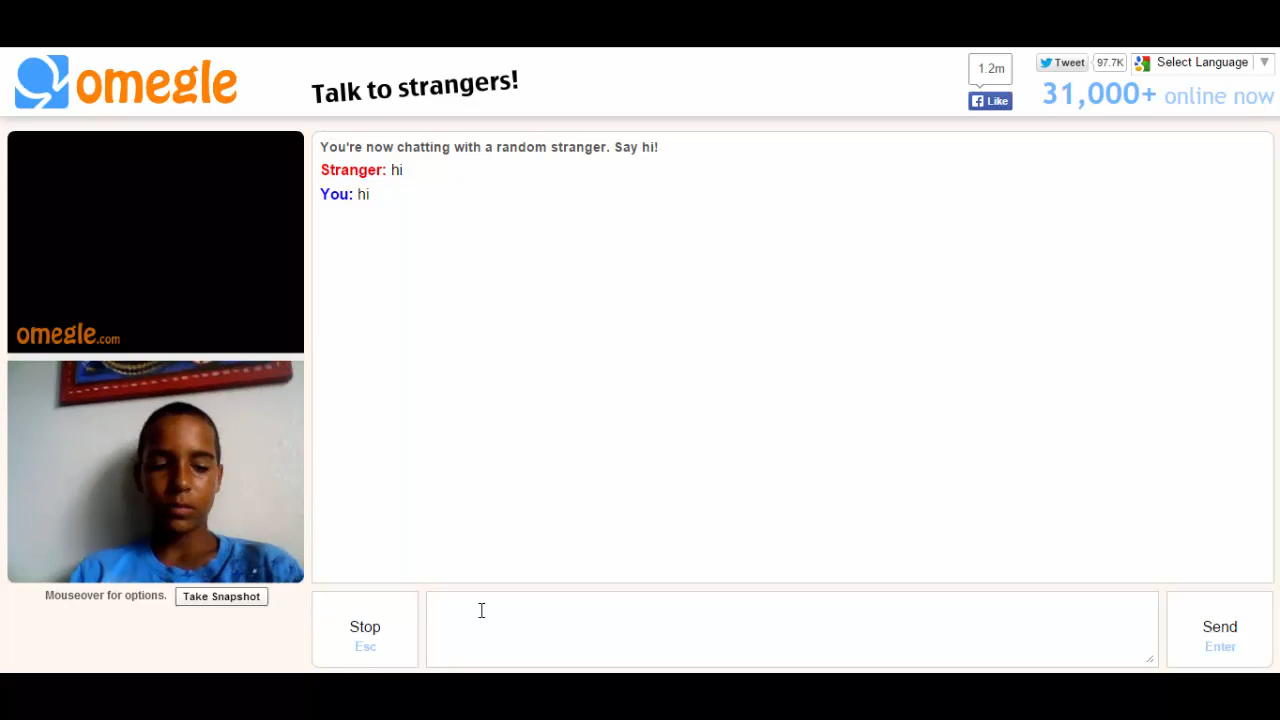 omegle
Talk to strangers!
1.2m
Like
Tweet
97.7K
Select Language
31,000+ online now
You're now chatting with a random stranger. Say hi!
Stranger: hi
You: hi
omegle.com
Mouseover for options.
Take Snapshot
Stop
Esc
Send
Enter